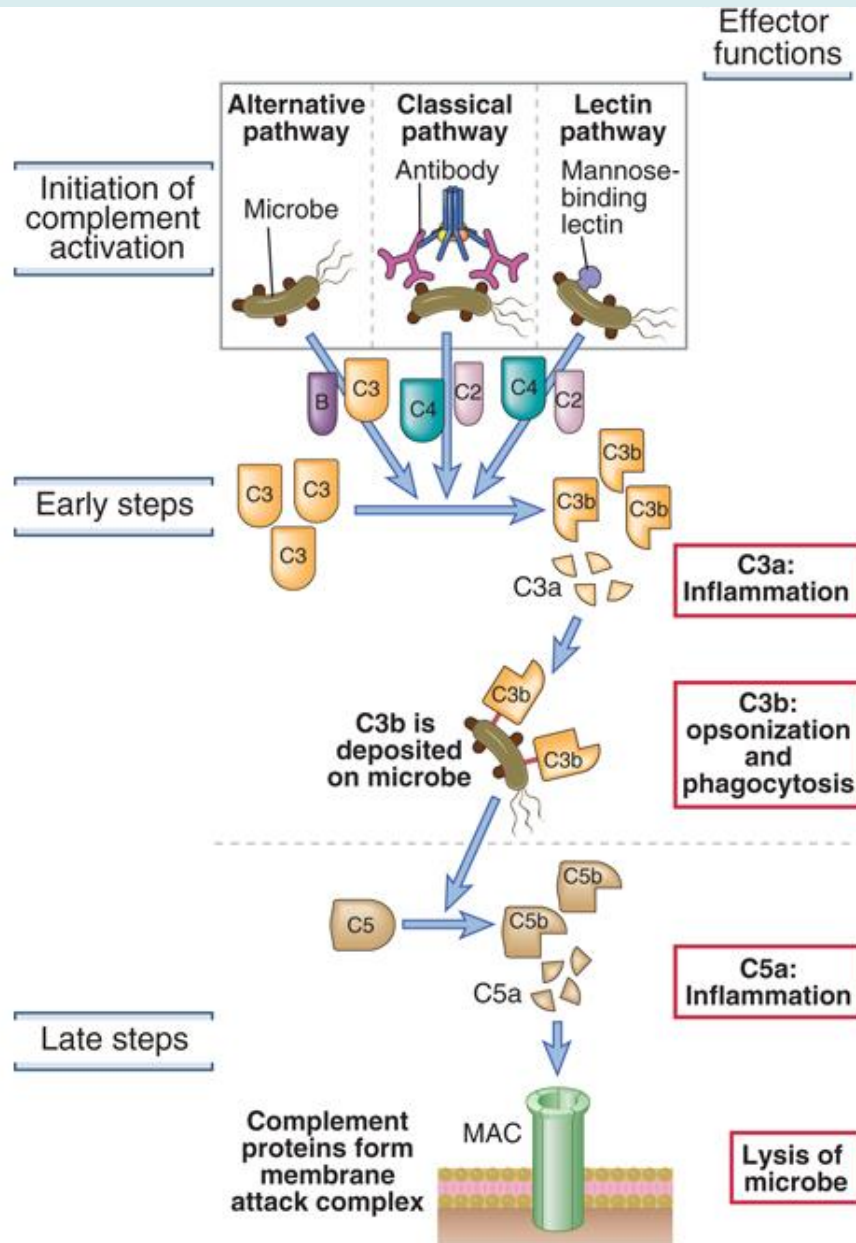 Effector
functions
Alternative
pathway
Classical
pathway
Lectin
pathway
Initiation of
complement
activation
Microbe
Antibody
Mannose-
binding
lectin
B
C3
C4
C2
C4
C2
Early steps
C3
C3
C3
C3b
C3b
C3b
C3a
C3a:
Inflammation
C3b is
deposited
on microbe
C3b
C3b
C3b:
opsonization
and
phagocytosis
C5
C5b
C5b
C5a
C5a:
Inflammation
Late steps
Complement
proteins form
membrane
attack complex
MAC
Lysis of
microbe